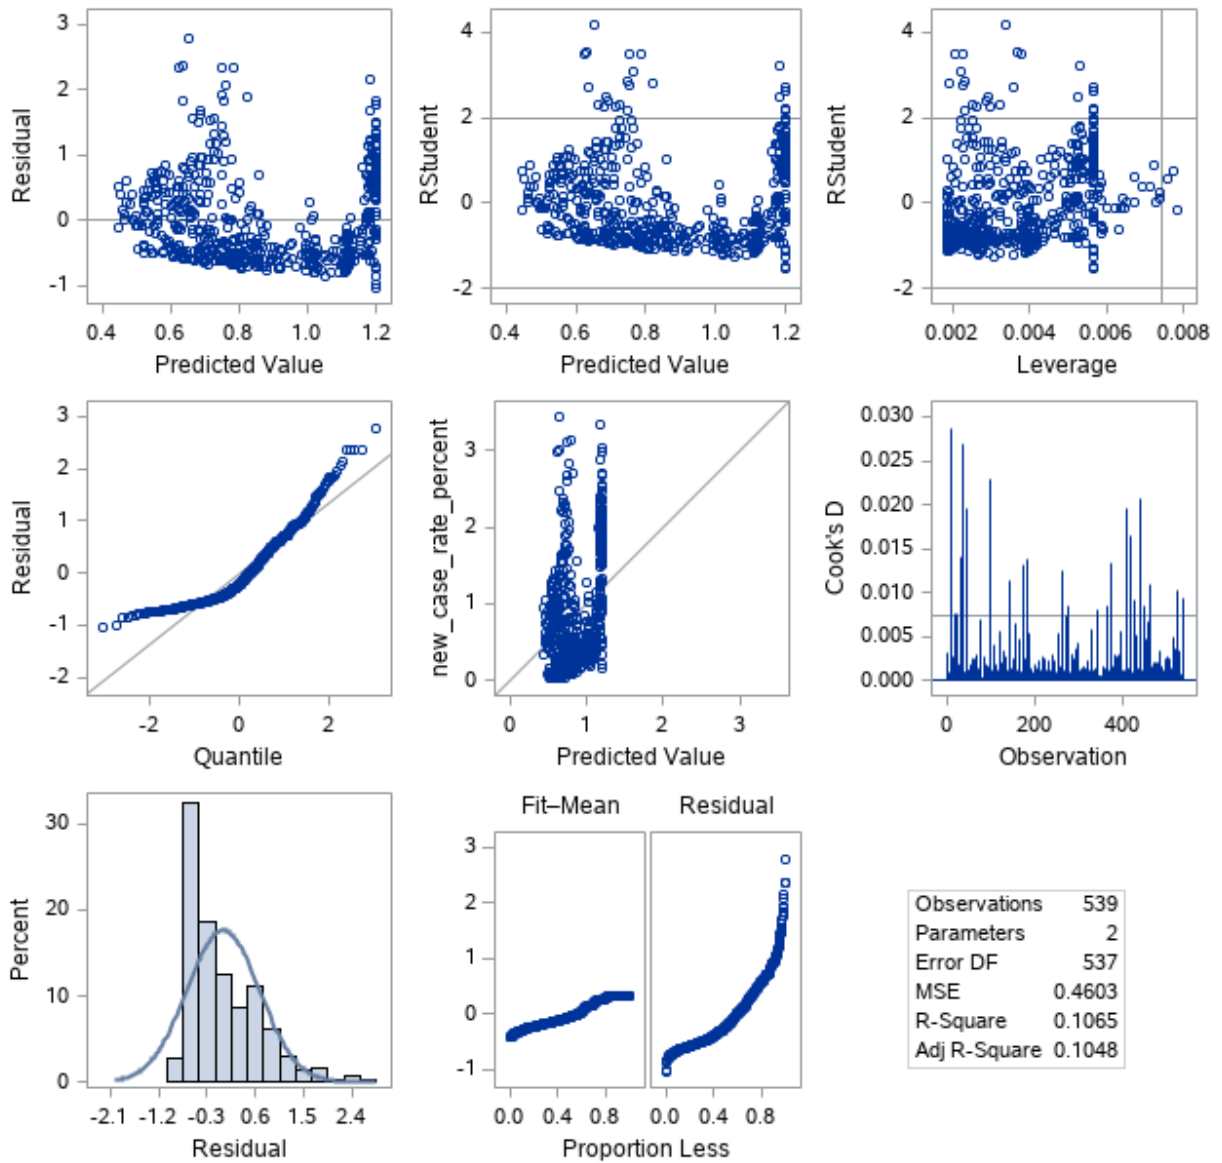 3
2
1
0
-1
Residual
0.4 0.6 0.8 1.0 1.2
Predicted Value
4
2
0
-2
RStudent
0.4 0.6 0.8 1.0 1.2
Predicted Value
4
2
0
-2
RStudent
0.002 0.004 0.006 0.008
Leverage
3
2
1
0
-1
-2
Residual
-2 0 2
Quantile
3
2
1
0
new_case_rate_percent
0 1 2 3
Predicted Value
0.030
0.025
0.020
0.015
0.010
0.005
0.000
Cook's D
0 200 400
Observation
30
20
10
0
Percent
-2.1 -1.2 -0.3 0.6 1.5 2.4
Residual
Fit–Mean Residual
3
2
1
0
-1
0.0 0.4 0.8 0.0 0.4 0.8
Proportion Less
Observations 539
Parameters 2
Error DF 537
MSE 0.4603
R-Square 0.1065
Adj R-Square 0.1048